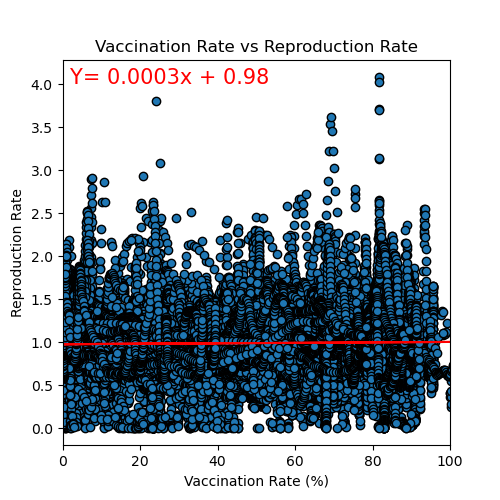 Vaccination Rate vs Reproduction Rate
Y= 0.0003x + 0.98
4.0
3.5
3.0
2.5
2.0
1.5
1.0
0.5
0.0
Reproduction Rate
0 20 40 60 80 100
Vaccination Rate (%)